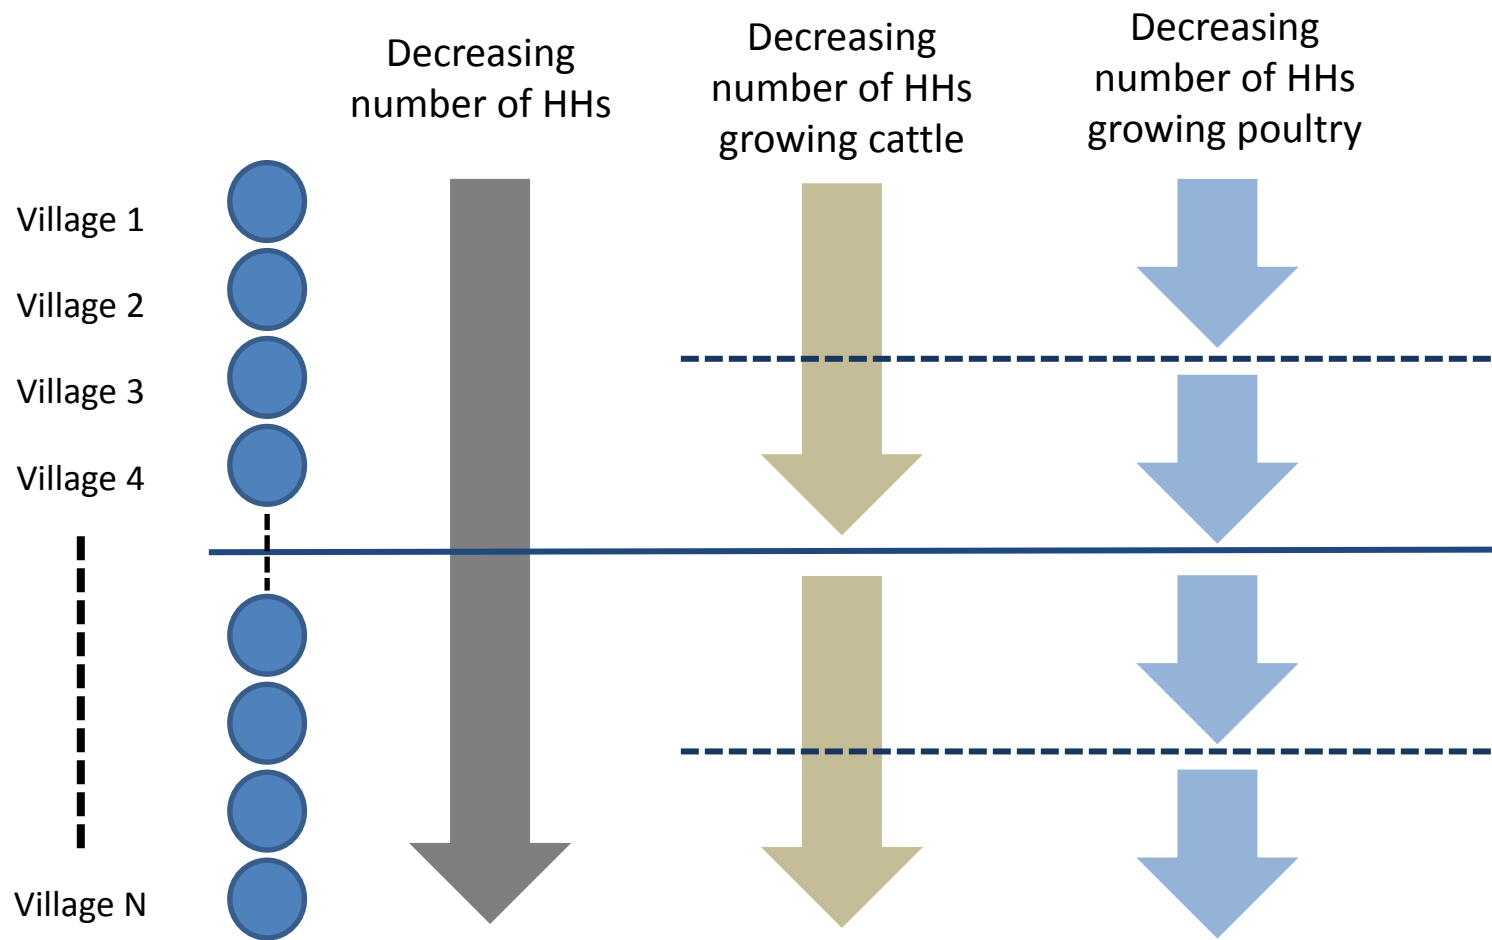 Decreasing
number of HHs
Decreasing
number of HHs
growing cattle
Decreasing
number of HHs
growing poultry
Village 1
Village 2
Village 3
Village 4
Village N